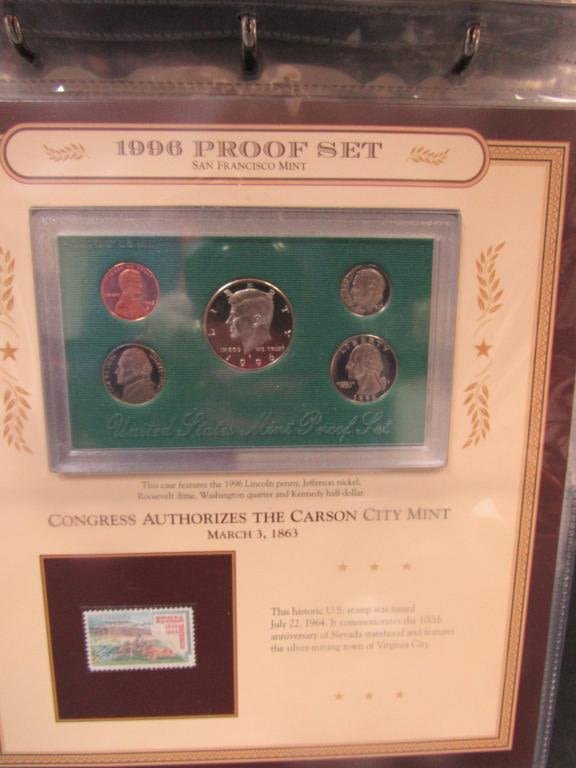 1996 PROOF SET
SAN FRANCISCO MINT
LIBERTY
IN GOD WE TRUST
1996
LIBERTY
United States Mint Proof Set
This case features the 1996 Lincoln penny, Jefferson nickel,
Roosevelt dime, Washington quarter and Kennedy half-dollar.
CONGRESS AUTHORIZES THE CARSON CITY MINT
MARCH 3, 1863
NEVADA
This historic U.S. stamp was issued
July 22, 1964. It commemorates the 100th
anniversary of Nevada statehood and features
the silver-mining town of Virginia City.